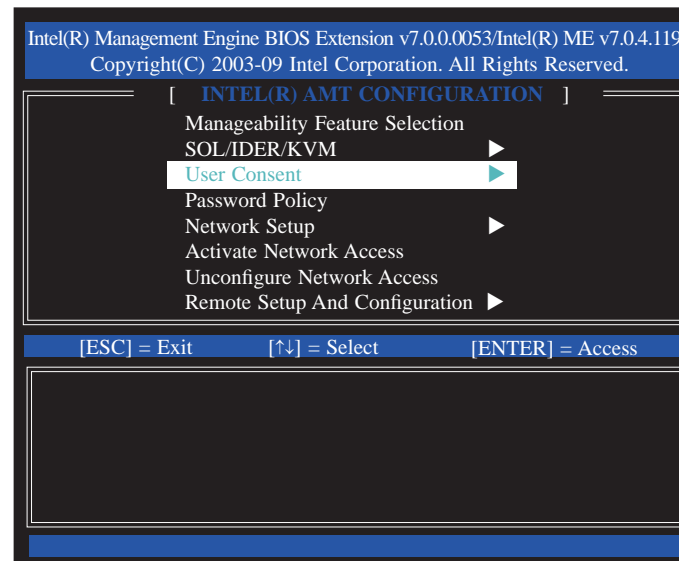 Intel(R) Management Engine BIOS Extension v7.0.0.0053/Intel(R) ME v7.0.4.119
Copyright(C) 2003-09 Intel Corporation. All Rights Reserved.
[ INTEL(R) AMT CONFIGURATION ]
Manageability Feature Selection
SOL/IDER/KVM ▶
User Consent ▶
Password Policy
Network Setup ▶
Activate Network Access
Unconfigure Network Access
Remote Setup And Configuration ▶
[ESC] = Exit [↑↓] = Select [ENTER] = Access